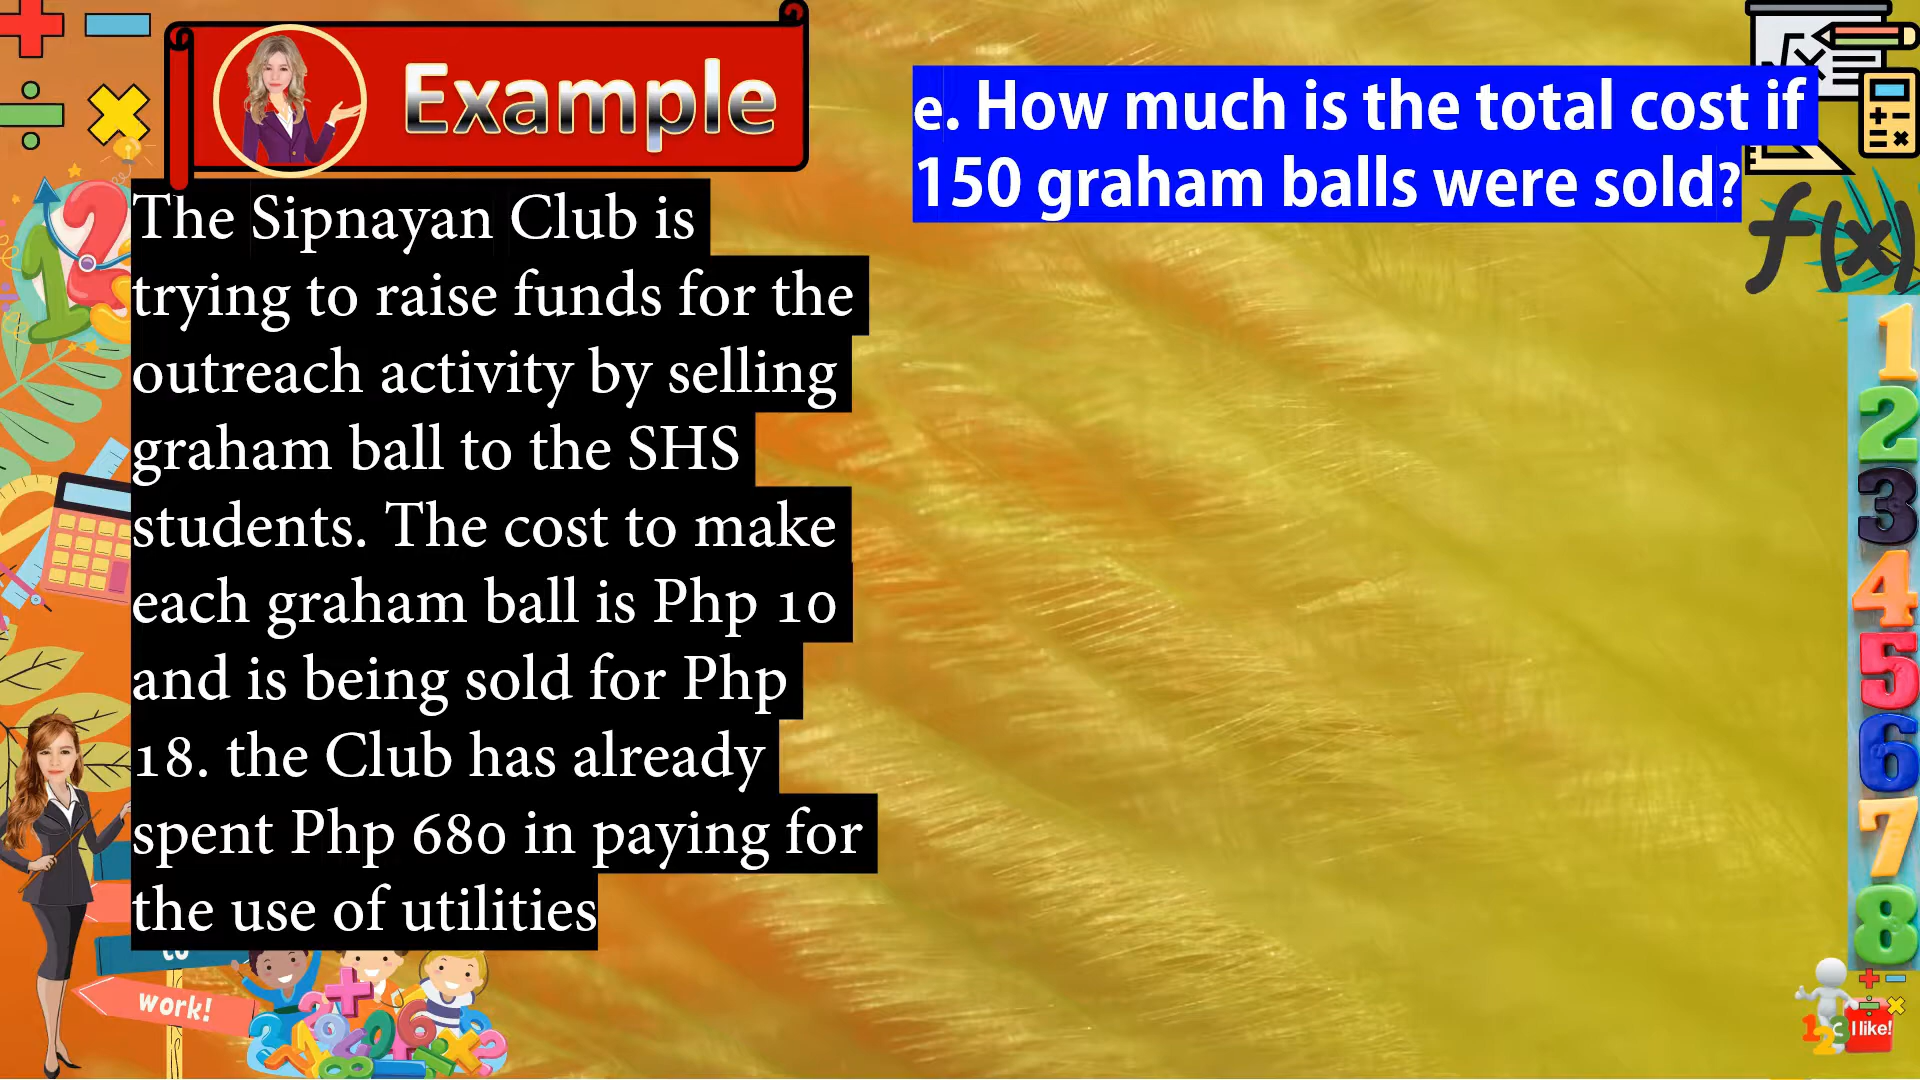 Example
The Sipnayan Club is
trying to raise funds for the
outreach activity by selling
graham ball to the SHS
students. The cost to make
each graham ball is Php 10
and is being sold for Php
18. the Club has already
spent Php 680 in paying for
the use of utilities
e. How much is the total cost if
150 graham balls were sold?
f(x)
1
2
3
4
5
6
7
8
to
work!
I like!